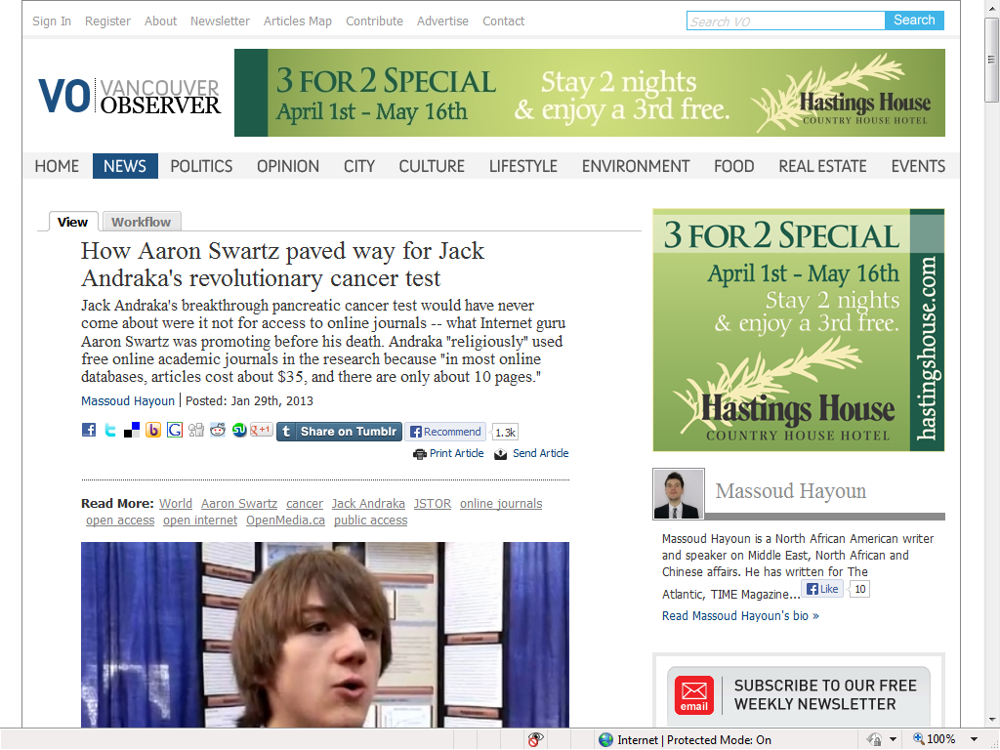 Sign In Register About Newsletter Articles Map Contribute Advertise Contact
Search VO
Search
VO VANCOUVER OBSERVER
3 FOR 2 SPECIAL
April 1st - May 16th
Stay 2 nights
& enjoy a 3rd free.
Hastings House
COUNTRY HOUSE HOTEL
HOME NEWS POLITICS OPINION CITY CULTURE LIFESTYLE ENVIRONMENT FOOD REAL ESTATE EVENTS
View Workflow
How Aaron Swartz paved way for Jack
Andraka's revolutionary cancer test
Jack Andraka's breakthrough pancreatic cancer test would have never
come about were it not for access to online journals -- what Internet guru
Aaron Swartz was promoting before his death. Andraka "religiously" used
free online academic journals in the research because "in most online
databases, articles cost about $35, and there are only about 10 pages."
Massoud Hayoun | Posted: Jan 29th, 2013
+1 Share on Tumblr Recommend 1.3k
Print Article Send Article
Read More: World Aaron Swartz cancer Jack Andraka JSTOR online journals
open access open internet OpenMedia.ca public access
3 FOR 2 SPECIAL
April 1st - May 16th
Stay 2 nights
& enjoy a 3rd free.
Hastings House
COUNTRY HOUSE HOTEL
hastingshouse.com
Massoud Hayoun
Massoud Hayoun is a North African American writer
and speaker on Middle East, North African and
Chinese affairs. He has written for The
Atlantic, TIME Magazine... Like 10
Read Massoud Hayoun's bio »
email
SUBSCRIBE TO OUR FREE
WEEKLY NEWSLETTER
Internet | Protected Mode: On
100%